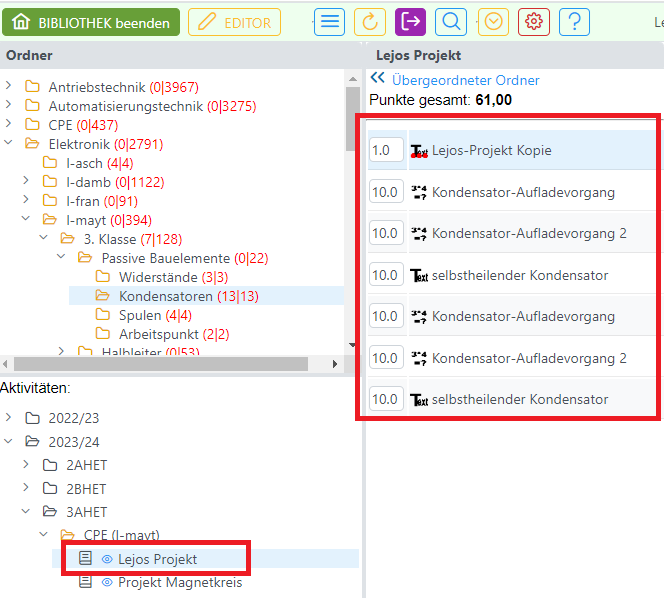 BIBLIOTHEK beenden
EDITOR
?
Le
Ordner
Antriebstechnik (0|3967)
Automatisierungstechnik (0|3275)
CPE (0|437)
Elektronik (0|2791)
l-asch (4|4)
l-damb (0|1122)
l-fran (0|91)
l-mayt (0|394)
3. Klasse (7|128)
Passive Bauelemente (0|22)
Widerstände (3|3)
Kondensatoren (13|13)
Spulen (4|4)
Arbeitspunkt (2|2)
Halbleiter (0|53)
Aktivitäten:
2022/23
2023/24
2AHET
2BHET
3AHET
CPE (l-mayt)
Lejos Projekt
Projekt Magnetkreis
Lejos Projekt
Übergeordneter Ordner
Punkte gesamt: 61,00
1.0 Text Lejos-Projekt Kopie
10.0 Kondensator-Aufladevorgang
10.0 Kondensator-Aufladevorgang 2
10.0 Text selbstheilender Kondensator
10.0 Kondensator-Aufladevorgang
10.0 Kondensator-Aufladevorgang 2
10.0 Text selbstheilender Kondensator